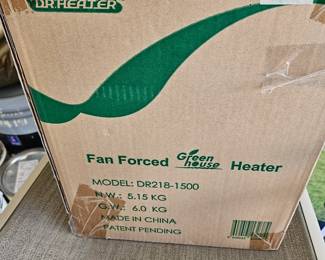 DR HEATER
Fan Forced Green house Heater
MODEL: DR218-1500
N.W.: 5.15 KG
G.W.: 6.0 KG
MADE IN CHINA
PATENT PENDING